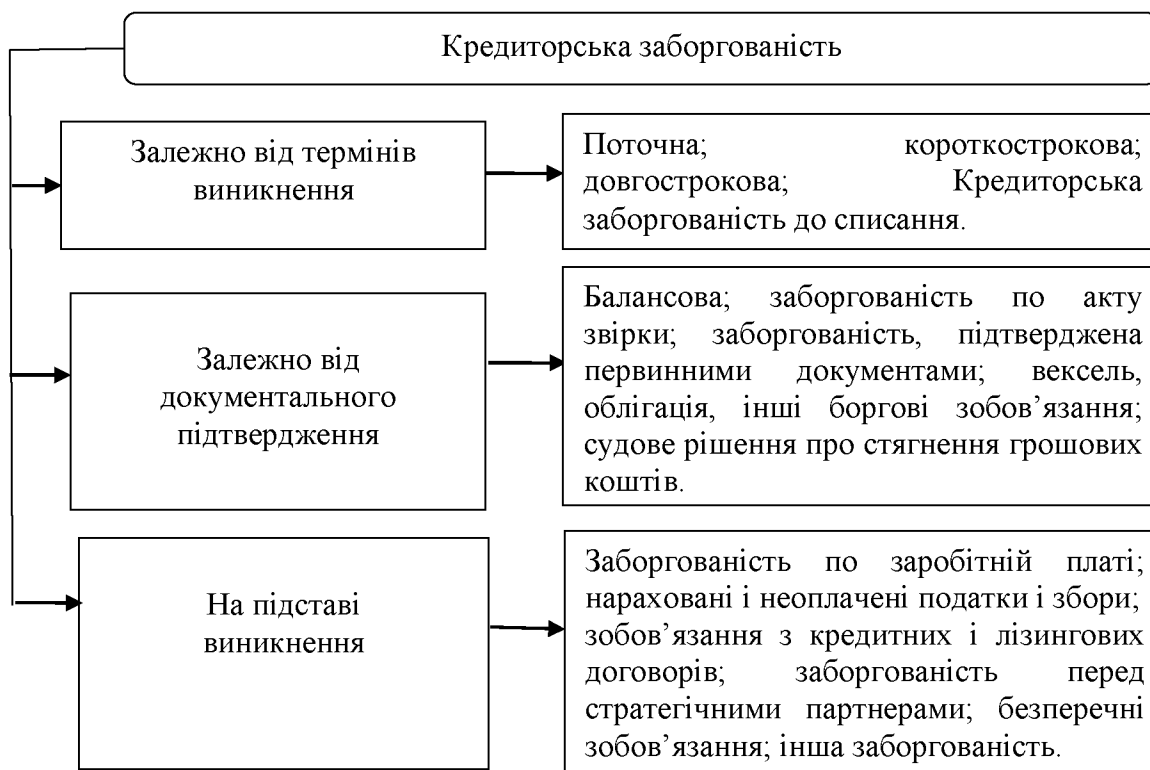 Кредиторська заборгованість
Залежно від термінів
виникнення
Поточна; короткострокова;
довгострокова; Кредиторська
заборгованість до списання.
Залежно від
документального
підтвердження
Балансова; заборгованість по акту
звірки; заборгованість, підтверджена
первинними документами; вексель,
облігація, інші боргові зобов’язання;
судове рішення про стягнення грошових
коштів.
На підставі
виникнення
Заборгованість по заробітній платі;
нараховані і неоплачені податки і збори;
зобов’язання з кредитних і лізингових
договорів; заборгованість перед
стратегічними партнерами; безперечні
зобов’язання; інша заборгованість.